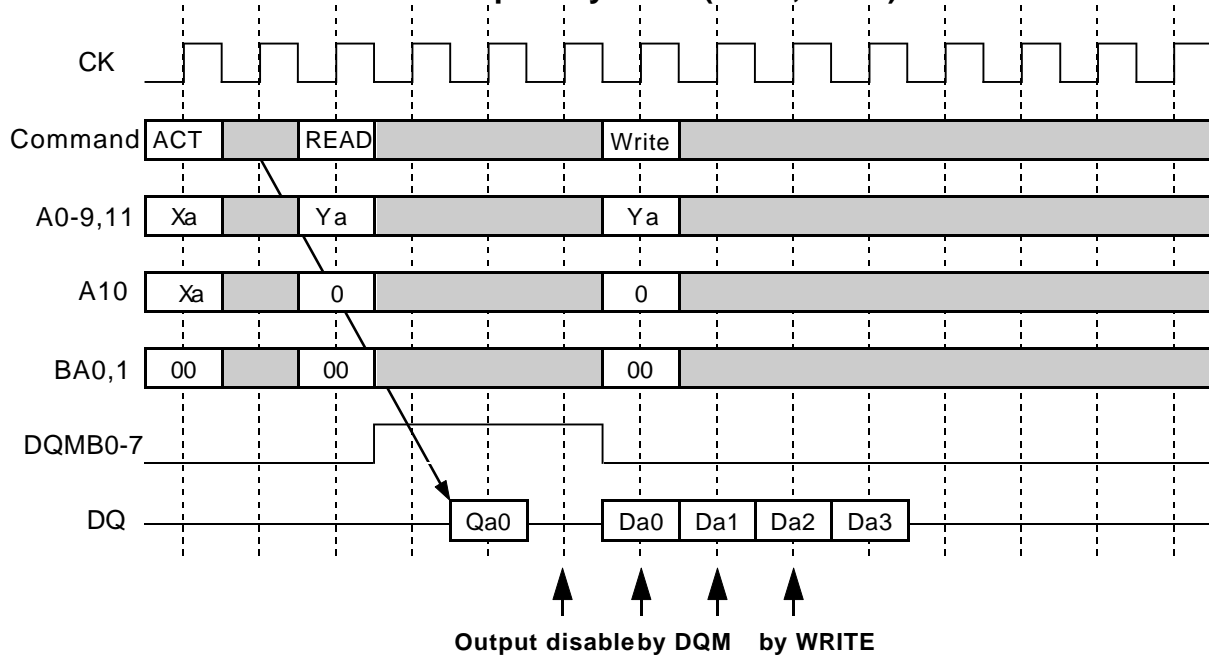 CK
Command ACT READ Write
A0-9,11 Xa Ya Ya
A10 Xa 0 0
BA0,1 00 00 00
DQMB0-7
DQ Qa0 Da0 Da1 Da2 Da3
Output disable by DQM by WRITE